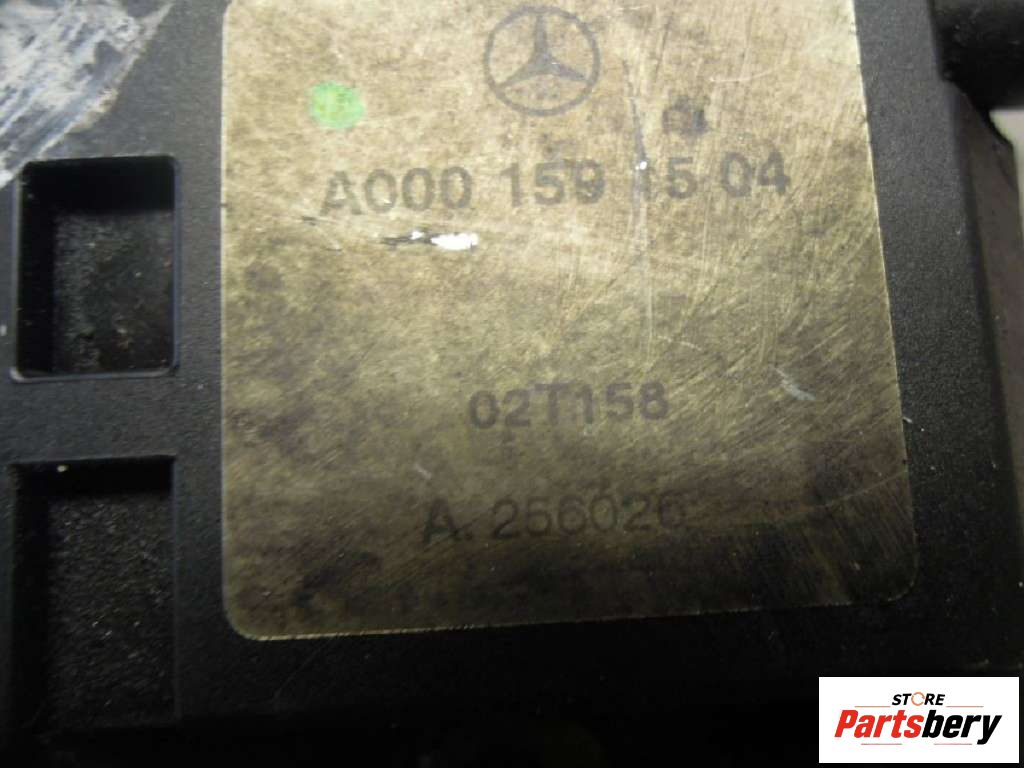 A000 159 15 04
02T158
A. 256026
STORE
Partsbery